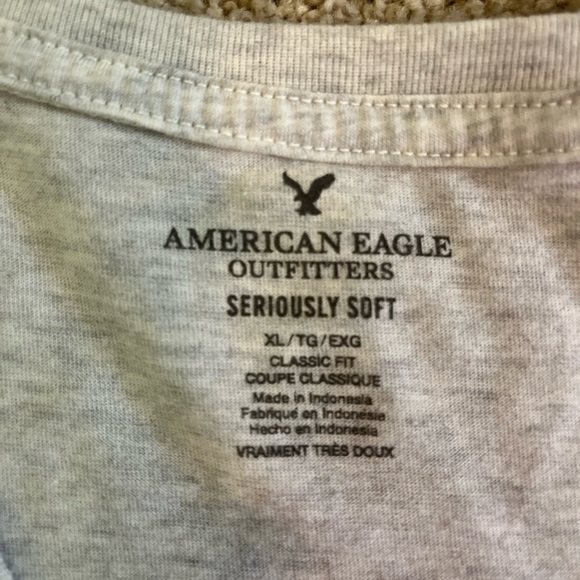 AMERICAN EAGLE
OUTFITTERS
SERIOUSLY SOFT
XL/TG/EXG
CLASSIC FIT
COUPE CLASSIQUE
Made in Indonesia
Fabriqué en Indonésie
Hecho en Indonesia
VRAIMENT TRÈS DOUX